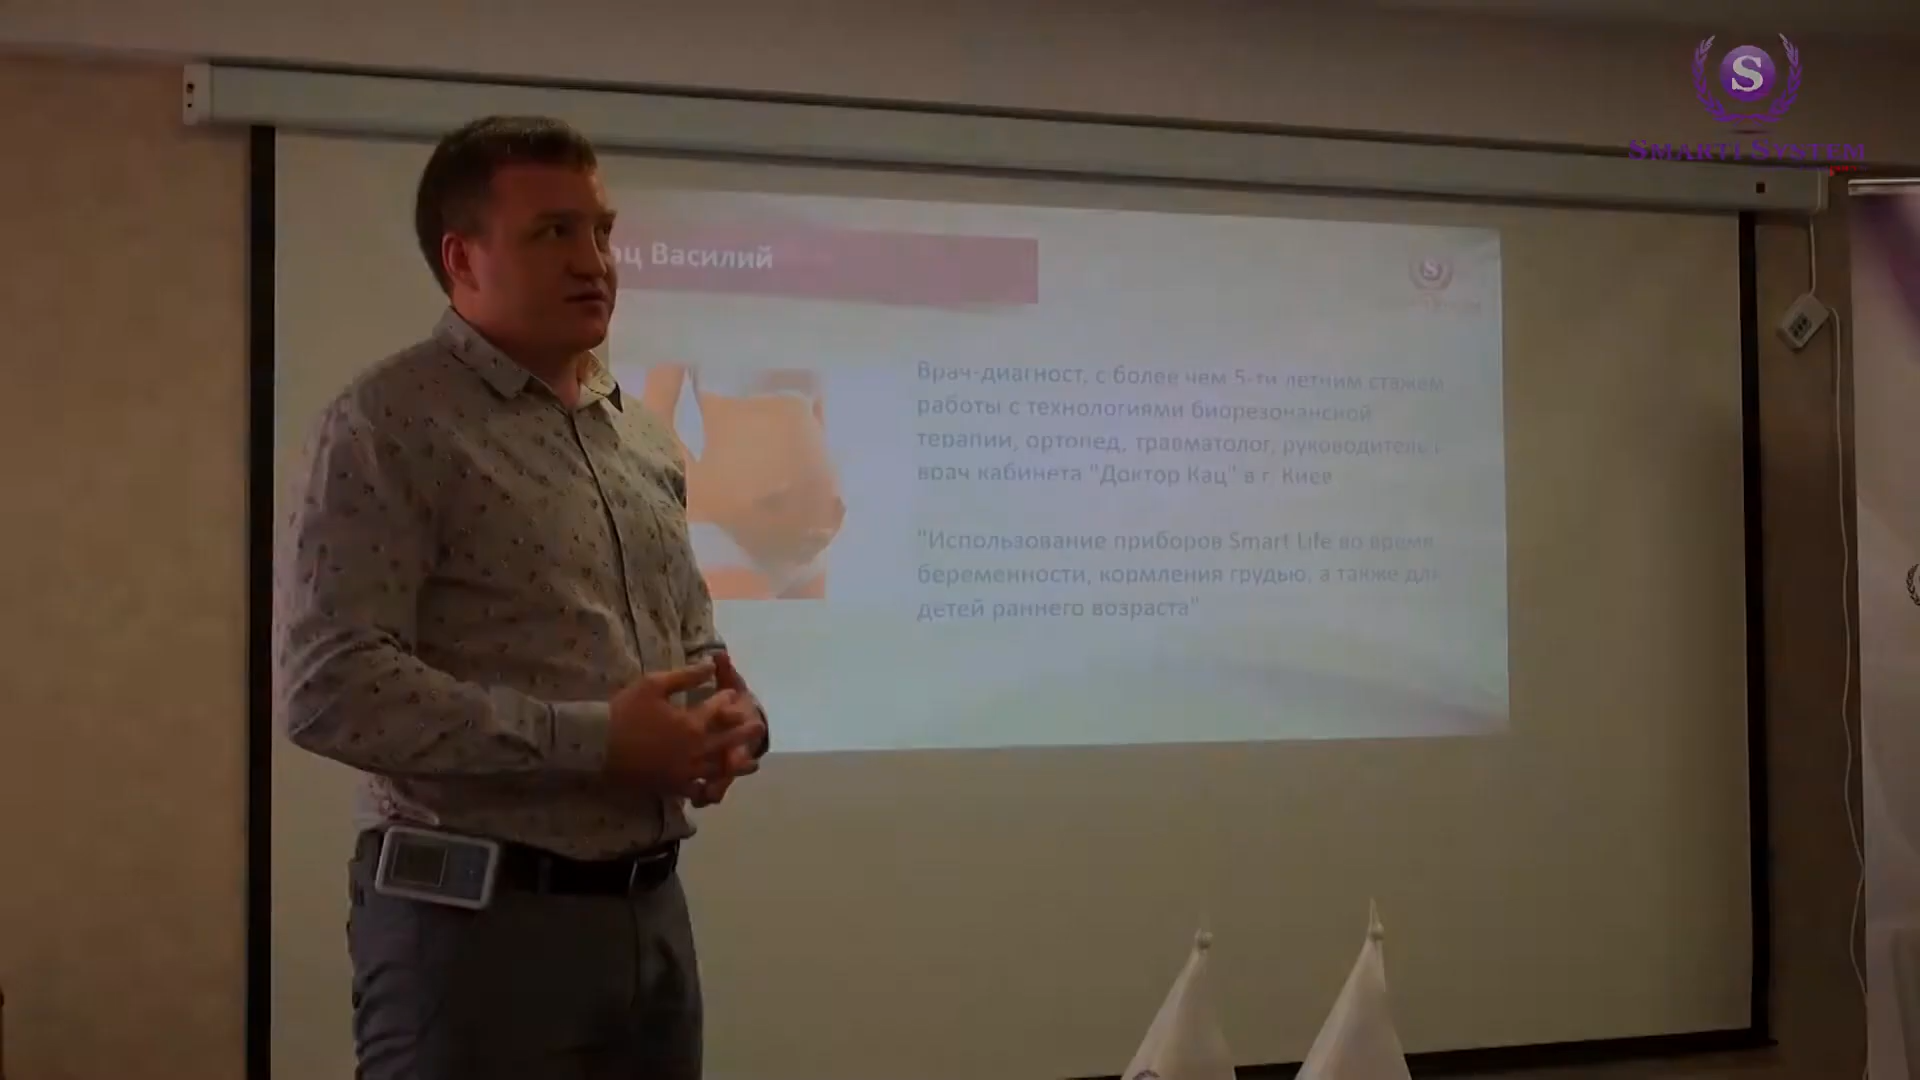 S
SMARTI SYSTEM
ац Василий
S
Врач-диагност, с более чем 5-ти летним стажем
работы с технологиями биорезонансной
терапии, ортопед, травматолог, руководитель
врач кабинета "Доктор Кац" в г. Киев
"Использование приборов Smart Life во время
беременности, кормления грудью, а также для
детей раннего возраста"